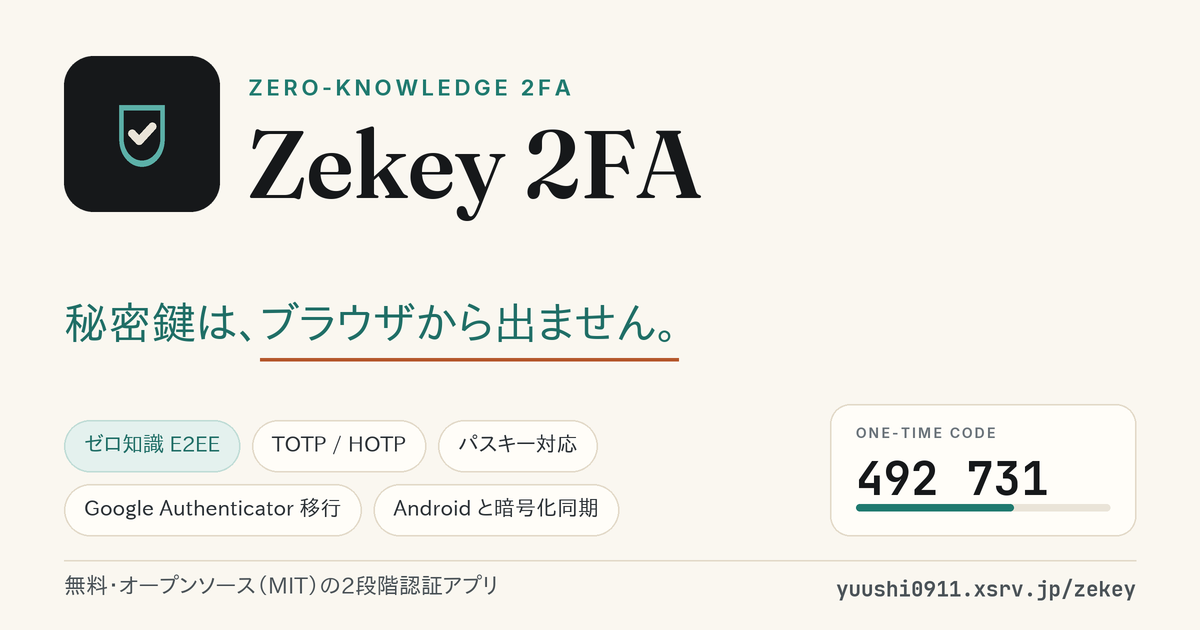 ZERO-KNOWLEDGE 2FA
Zekey 2FA
秘密鍵は、ブラウザから出ません。
ゼロ知識 E2EE
TOTP / HOTP
パスキー対応
Google Authenticator 移行
Android と暗号化同期
ONE-TIME CODE
492 731
無料・オープンソース（MIT）の2段階認証アプリ
yuushi0911.xsrv.jp/zekey